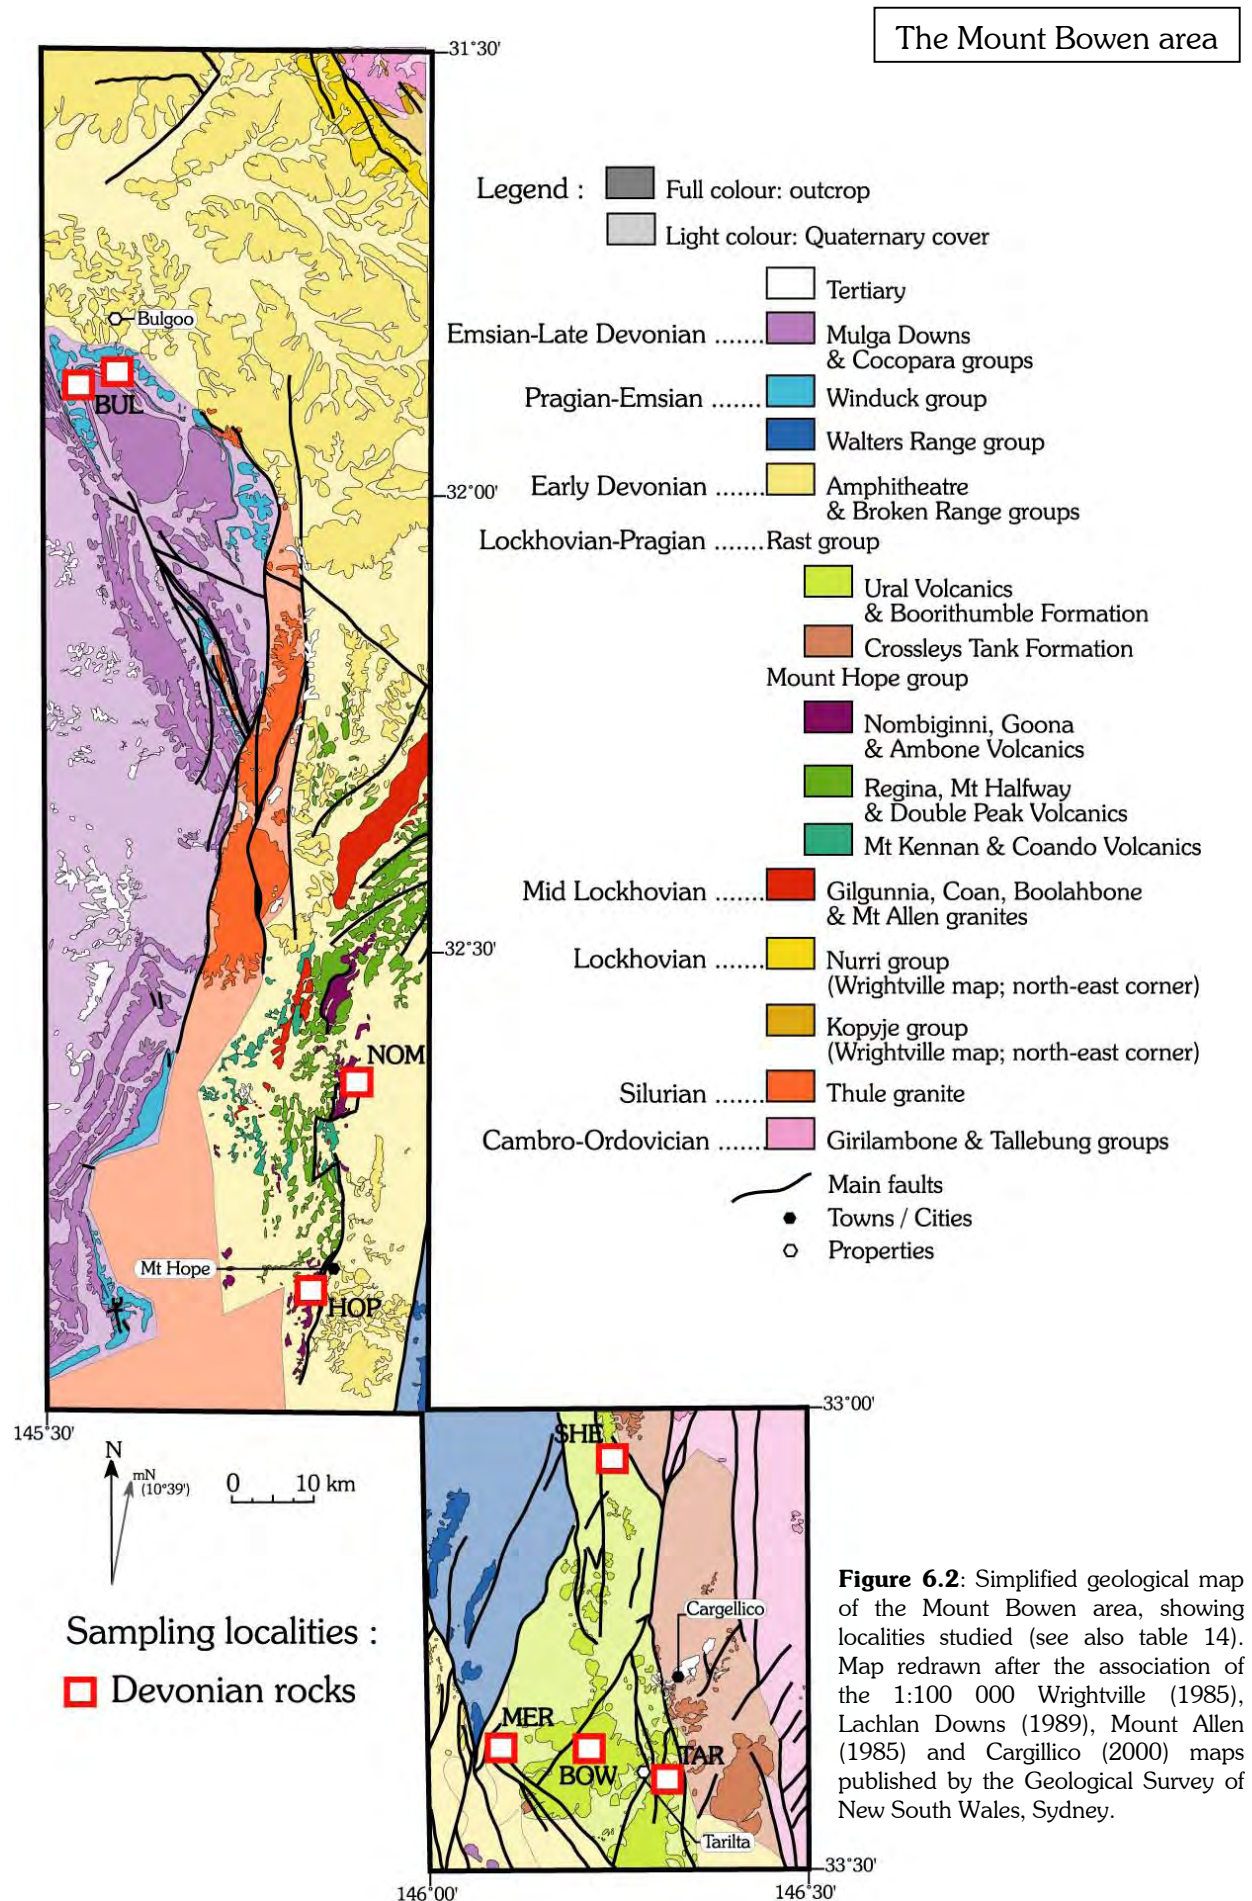 The Mount Bowen area
31°30'
Legend :
Full colour: outcrop
Light colour: Quaternary cover
Tertiary
Emsian-Late Devonian .......
Mulga Downs
& Cocopara groups
Pragian-Emsian .......
Winduck group
Walters Range group
Early Devonian .......
Amphitheatre
& Broken Range groups
Lockhovian-Pragian .......
Rast group
Ural Volcanics
& Boorithumble Formation
Crossleys Tank Formation
Mount Hope group
Nombiginni, Goona
& Ambone Volcanics
Regina, Mt Halfway
& Double Peak Volcanics
Mt Kennan & Coando Volcanics
Mid Lockhovian .......
Gilgunnia, Coan, Boolahbone
& Mt Allen granites
Lockhovian .......
Nurri group
(Wrightville map; north-east corner)
Kopyje group
(Wrightville map; north-east corner)
Silurian .......
Thule granite
Cambro-Ordovician .......
Girilambone & Tallebung groups
Main faults
Towns / Cities
Properties
Bulgoo
BUL
32°00'
32°30'
NOM
Mt Hope
HOP
33°00'
145°30'
N
mN
(10°39')
0 10 km
SHE
Cargellico
MER
BOW
TAR
Tarilta
33°30'
146°00'
146°30'
Sampling localities :
Devonian rocks
Figure 6.2: Simplified geological map
of the Mount Bowen area, showing
localities studied (see also table 14).
Map redrawn after the association of
the 1:100 000 Wrightville (1985),
Lachlan Downs (1989), Mount Allen
(1985) and Cargillico (2000) maps
published by the Geological Survey of
New South Wales, Sydney.